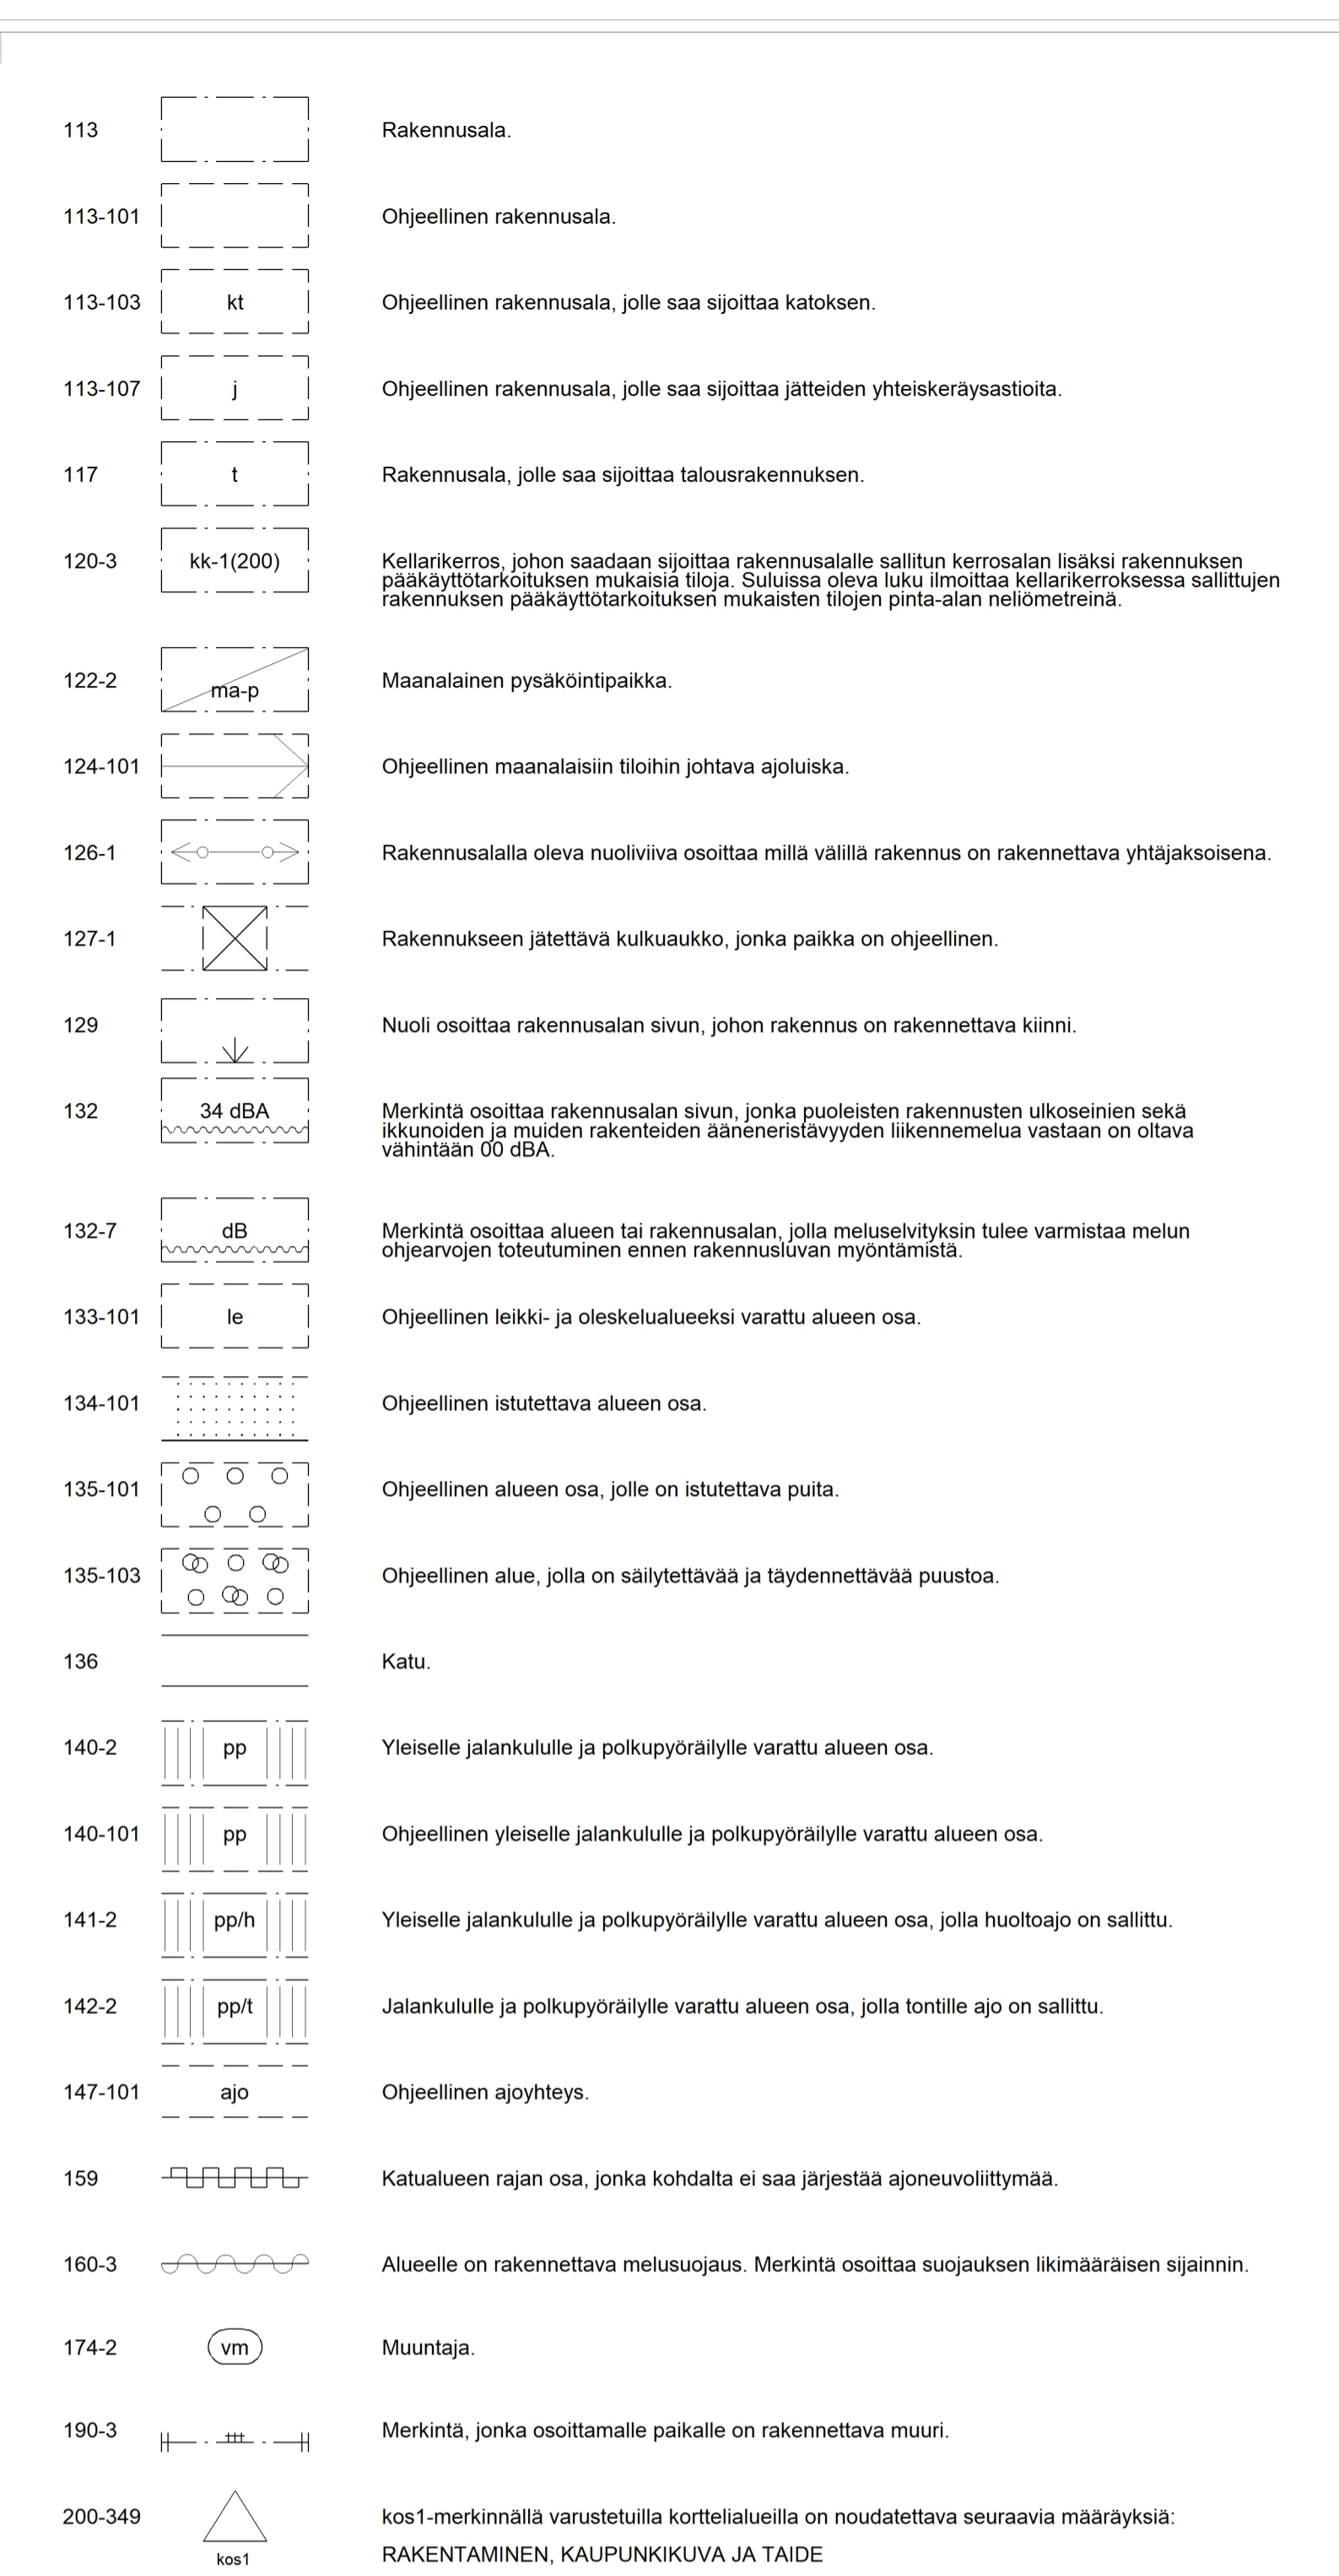 113 Rakennusala.
113-101 Ohjeellinen rakennusala.
113-103 kt Ohjeellinen rakennusala, jolle saa sijoittaa katoksen.
113-107 j Ohjeellinen rakennusala, jolle saa sijoittaa jätteiden yhteiskeräysastioita.
117 t Rakennusala, jolle saa sijoittaa talousrakennuksen.
120-3 kk-1(200) Kellarikerros, johon saadaan sijoittaa rakennusalalle sallitun kerrosalan lisäksi rakennuksen
pääkäyttötarkoituksen mukaisia tiloja. Suluissa oleva luku ilmoittaa kellarikerroksessa sallittujen
rakennuksen pääkäyttötarkoituksen mukaisten tilojen pinta-alan neliömetreinä.
122-2 ma-p Maanalainen pysäköintipaikka.
124-101 Ohjeellinen maanalaisiin tiloihin johtava ajoluiska.
126-1 Rakennusalalla oleva nuoliviiva osoittaa millä välillä rakennus on rakennettava yhtäjaksoisena.
127-1 Rakennukseen jätettävä kulkuaukko, jonka paikka on ohjeellinen.
129 Nuoli osoittaa rakennusalan sivun, johon rakennus on rakennettava kiinni.
132 34 dBA Merkintä osoittaa rakennusalan sivun, jonka puoleisten rakennusten ulkoseinien sekä
ikkunoiden ja muiden rakenteiden ääneneristävyyden liikennemelua vastaan on oltava
vähintään 00 dBA.
132-7 dB Merkintä osoittaa alueen tai rakennusalan, jolla meluselvityksin tulee varmistaa melun
ohjearvojen toteutuminen ennen rakennusluvan myöntämistä.
133-101 le Ohjeellinen leikki- ja oleskelualueeksi varattu alueen osa.
134-101 Ohjeellinen istutettava alueen osa.
135-101 Ohjeellinen alueen osa, jolle on istutettava puita.
135-103 Ohjeellinen alue, jolla on säilytettävää ja täydennettävää puustoa.
136 Katu.
140-2 pp Yleiselle jalankululle ja polkupyöräilylle varattu alueen osa.
140-101 pp Ohjeellinen yleiselle jalankululle ja polkupyöräilylle varattu alueen osa.
141-2 pp/h Yleiselle jalankululle ja polkupyöräilylle varattu alueen osa, jolla huoltoajo on sallittu.
142-2 pp/t Jalankululle ja polkupyöräilylle varattu alueen osa, jolla tontille ajo on sallittu.
147-101 ajo Ohjeellinen ajoyhteys.
159 Katualueen rajan osa, jonka kohdalta ei saa järjestää ajoneuvoliittymää.
160-3 Alueelle on rakennettava melusuojaus. Merkintä osoittaa suojauksen likimääräisen sijainnin.
174-2 vm Muuntaja.
190-3 Merkintä, jonka osoittamalle paikalle on rakennettava muuri.
200-349 kos1-merkinnällä varustetuilla korttelialueilla on noudatettava seuraavia määräyksiä:
kos1 RAKENTAMINEN, KAUPUNKIKUVA JA TAIDE